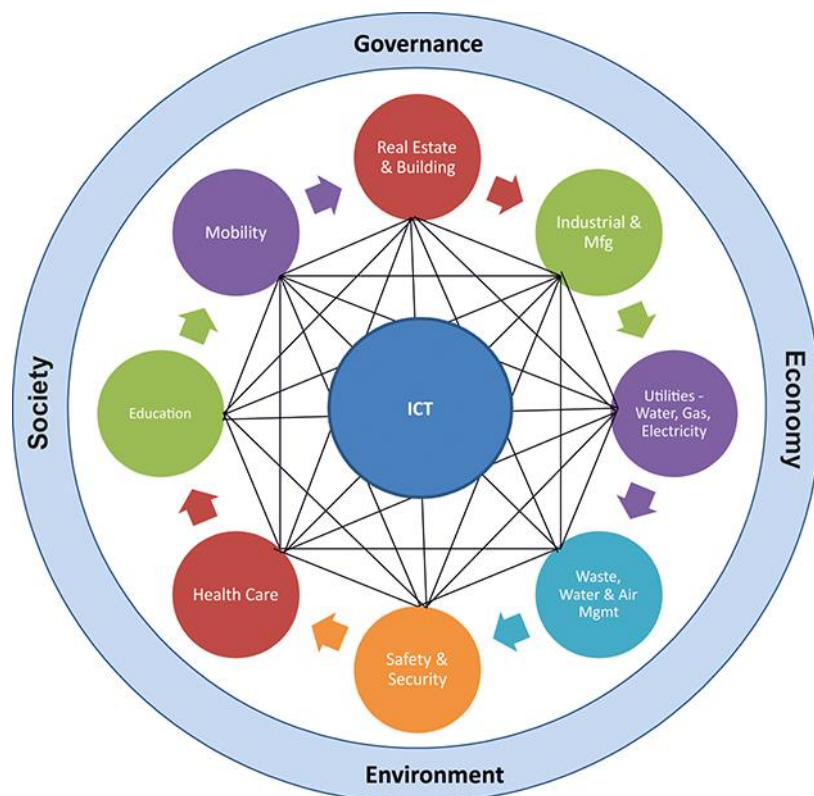 Governance
Real Estate
& Building
Industrial &
Mfg
Utilities -
Water, Gas,
Electricity
Waste,
Water & Air
Mgmt
Safety &
Security
Health Care
Education
Mobility
ICT
Economy
Environment
Society